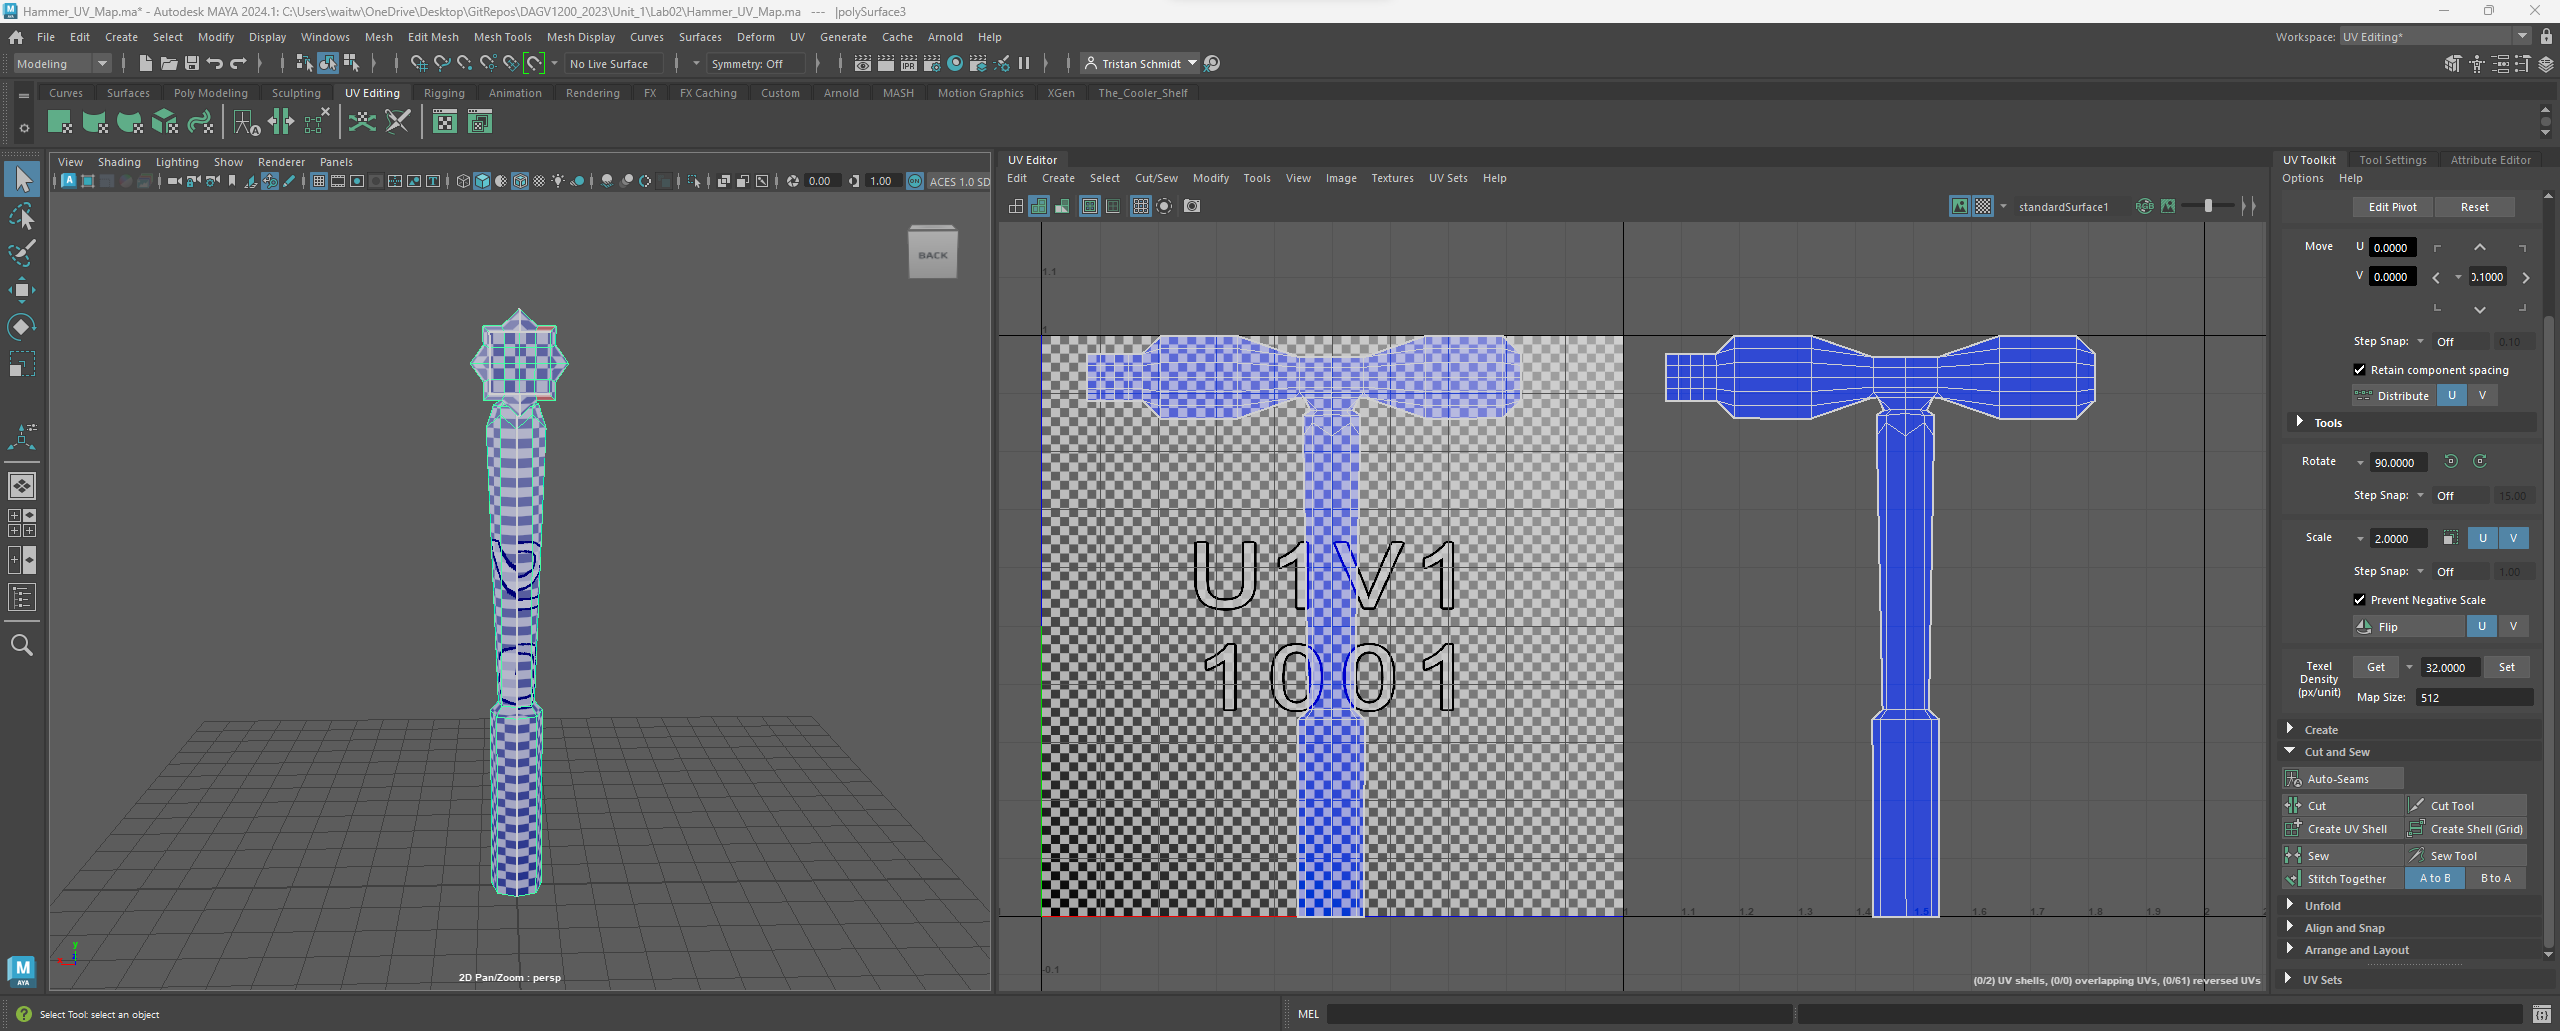 Hammer_UV_Map.ma* - Autodesk MAYA 2024.1: C:\Users\waitw\OneDrive\Desktop\GitRepos\DAGV1200_2023\Unit_1\Lab02\Hammer_UV_Map.ma --- |polySurface3
File Edit Create Select Modify Display Windows Mesh Edit Mesh Mesh Tools Mesh Display Curves Surfaces Deform UV Generate Cache Arnold Help
Workspace: UV Editing*
Modeling No Live Surface Symmetry: Off Tristan Schmidt
Curves Surfaces Poly Modeling Sculpting UV Editing Rigging Animation Rendering FX FX Caching Custom Arnold MASH Motion Graphics XGen The_Cooler_Shelf
View Shading Lighting Show Renderer Panels
0.00 1.00 ACES 1.0 SD
BACK
2D Pan/Zoom : persp
UV Editor
Edit Create Select Cut/Sew Modify Tools View Image Textures UV Sets Help
standardSurface1
1.1
1
U1V1
1001
1 1.1 1.2 1.3 1.4 1.5 1.6 1.7 1.8 1.9 2
-0.1
(0/2) UV shells, (0/0) overlapping UVs, (0/61) reversed UVs
UV Toolkit Tool Settings Attribute Editor
Options Help
Edit Pivot Reset
Move U 0.0000
V 0.0000 0.1000
Step Snap: Off 0.10
Retain component spacing
Distribute U V
Tools
Rotate 90.0000
Step Snap: Off 15.00
Scale 2.0000 U V
Step Snap: Off 1.00
Prevent Negative Scale
Flip U V
Texel Density (px/unit) Get 32.0000 Set
Map Size: 512
Create
Cut and Sew
Auto-Seams
Cut Cut Tool
Create UV Shell Create Shell (Grid)
Sew Sew Tool
Stitch Together A to B B to A
Unfold
Align and Snap
Arrange and Layout
UV Sets
Select Tool: select an object
MEL